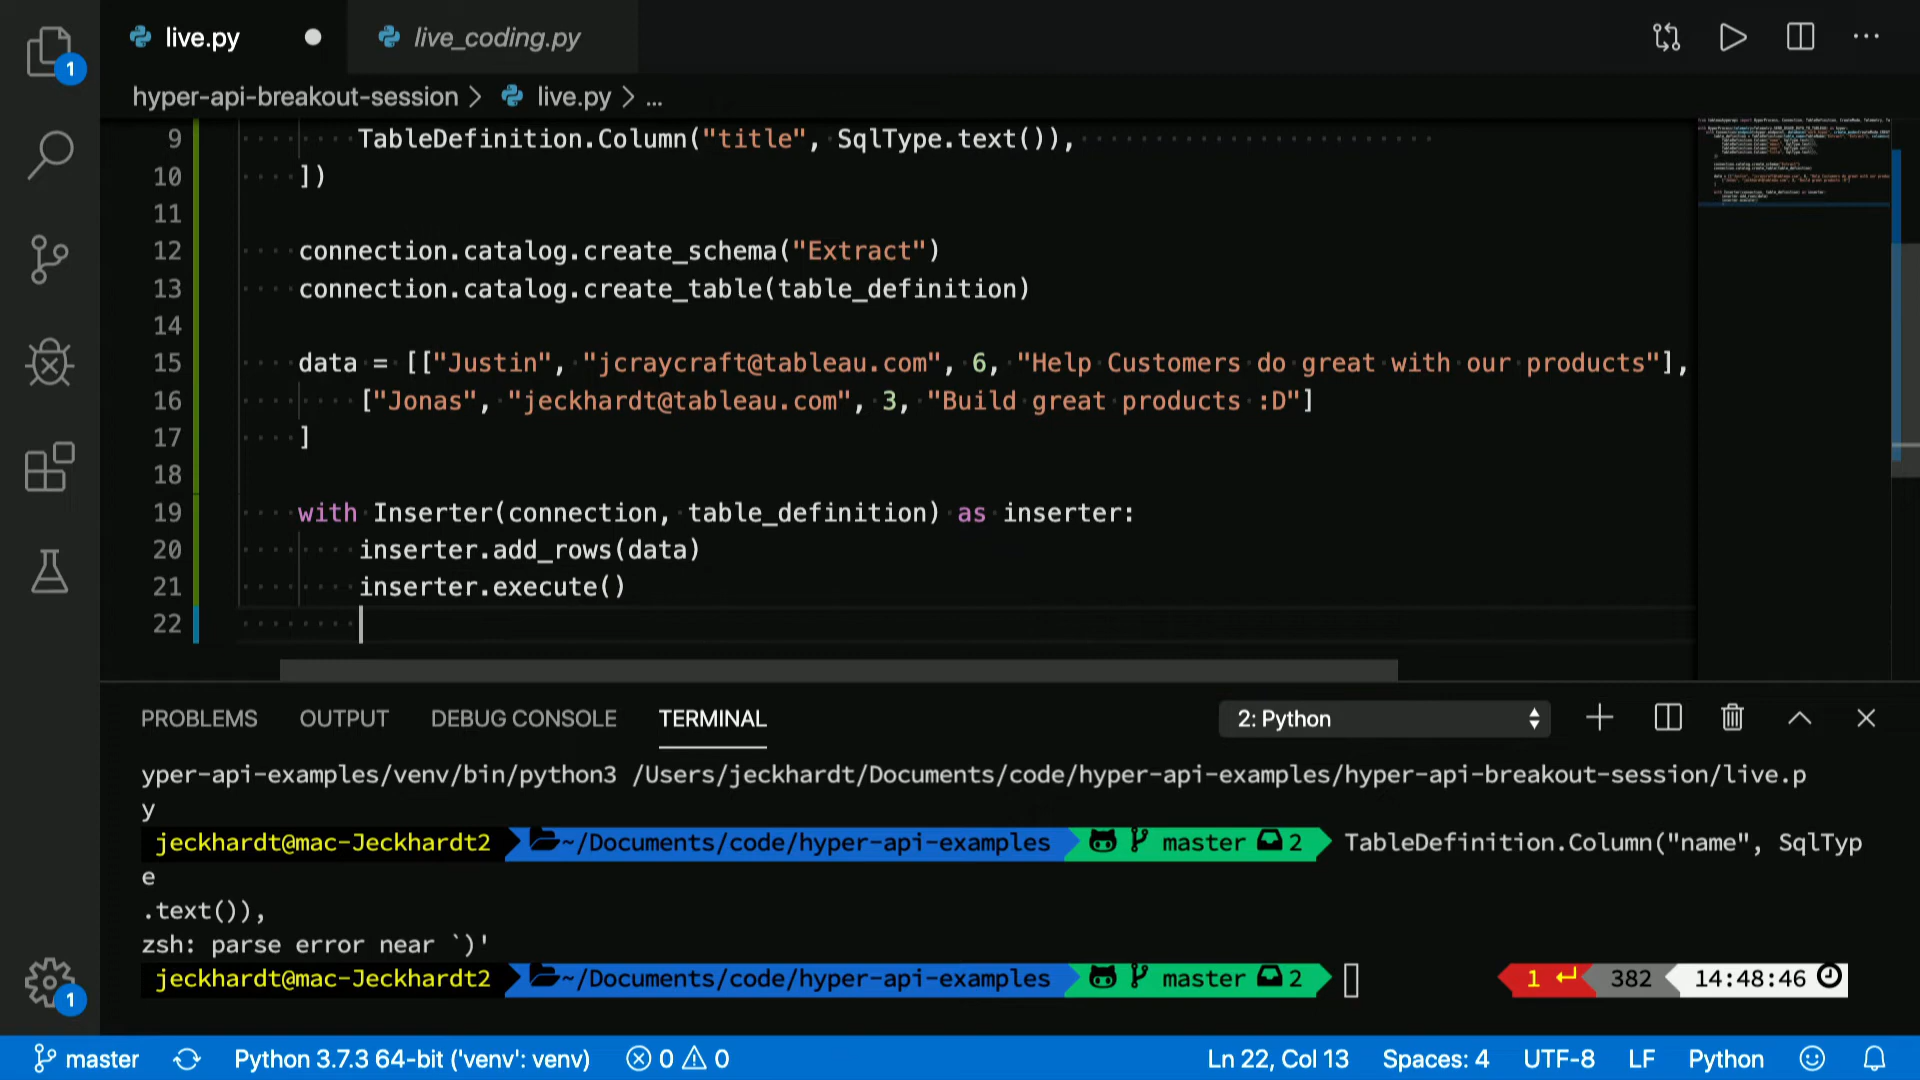 1
live.py
live_coding.py
hyper-api-breakout-session > live.py > ...
9 TableDefinition.Column("title", SqlType.text()),
10 ])
11
12 connection.catalog.create_schema("Extract")
13 connection.catalog.create_table(table_definition)
14
15 data = [["Justin", "jcraycraft@tableau.com", 6, "Help Customers do great with our products"],
16 ["Jonas", "jeckhardt@tableau.com", 3, "Build great products :D"]
17 ]
18
19 with Inserter(connection, table_definition) as inserter:
20 inserter.add_rows(data)
21 inserter.execute()
22
PROBLEMS OUTPUT DEBUG CONSOLE TERMINAL 2: Python
yper-api-examples/venv/bin/python3 /Users/jeckhardt/Documents/code/hyper-api-examples/hyper-api-breakout-session/live.p
y
jeckhardt@mac-Jeckhardt2 ~/Documents/code/hyper-api-examples master 2 TableDefinition.Column("name", SqlTyp
e
.text()),
zsh: parse error near `)'
jeckhardt@mac-Jeckhardt2 ~/Documents/code/hyper-api-examples master 2 1 382 14:48:46
1
master Python 3.7.3 64-bit ('venv': venv) 0 0 Ln 22, Col 13 Spaces: 4 UTF-8 LF Python